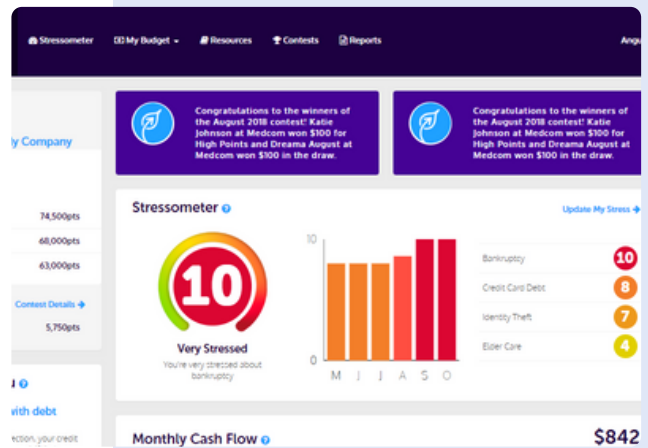 Stressometer
My Budget
Resources
Contests
Reports
Angu
Congratulations to the winners of
the August 2018 contest! Katie
Johnson at Medcom won $100 for
High Points and Dreama August at
Medcom won $100 in the draw.
Congratulations to the winners of
the August 2018 contest! Katie
Johnson at Medcom won $100 for
High Points and Dreama August at
Medcom won $100 in the draw.
y Company
74,500pts
68,000pts
63,000pts
Contest Details
5,750pts
with debt
ection, your credit
Stressometer
Update My Stress
10
Very Stressed
You're very stressed about
bankruptcy
10
0
M J J A S O
Bankruptcy 10
Credit Card Debt 8
Identity Theft 7
Elder Care 4
Monthly Cash Flow
$842